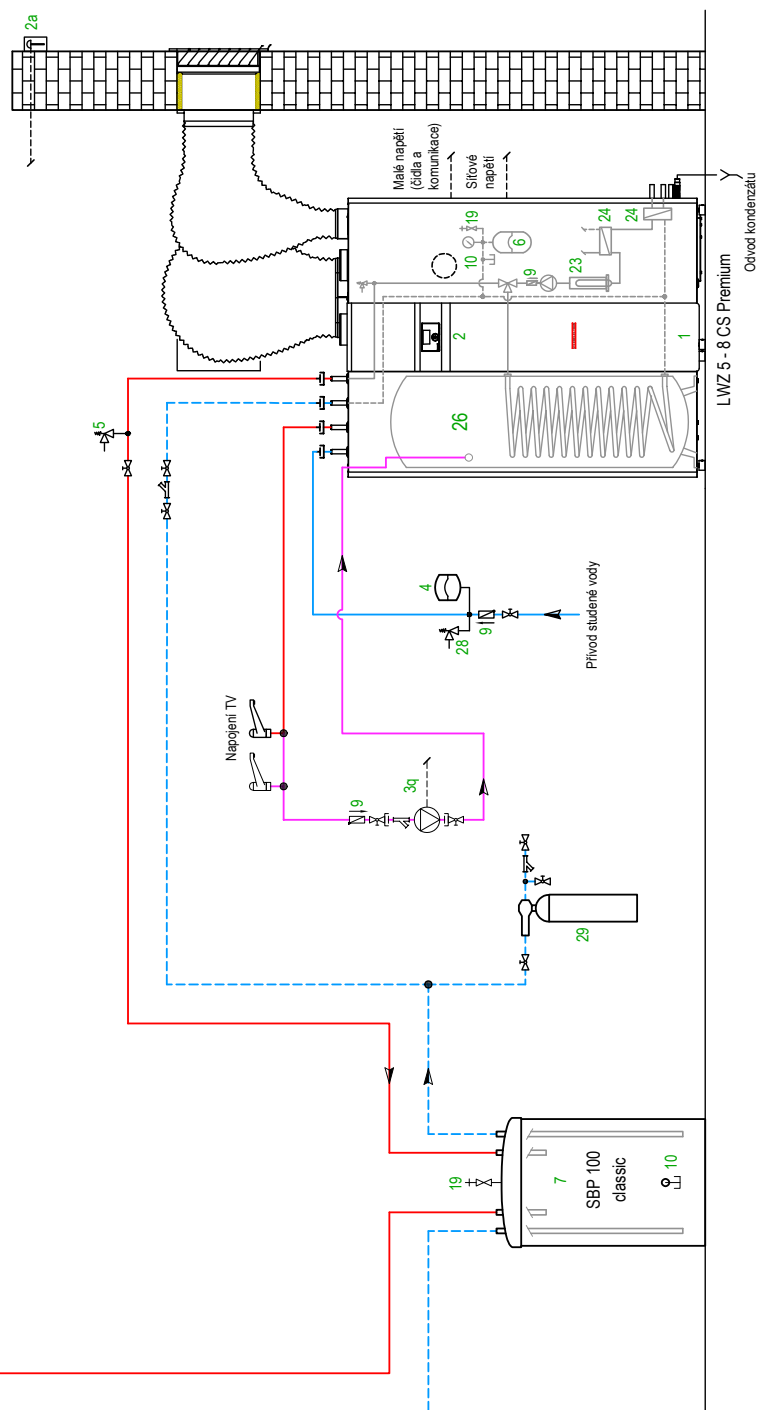 2a
Malé napětí
(čidla a
komunikace)
Síťové
napětí
Odvod kondenzátu
LWZ 5 - 8 CS Premium
19
10
6
9
23
24
24
2
1
26
5
4
28
9
Přívod studené vody
Napojení TV
9
3q
29
19
7
SBP 100
classic
10